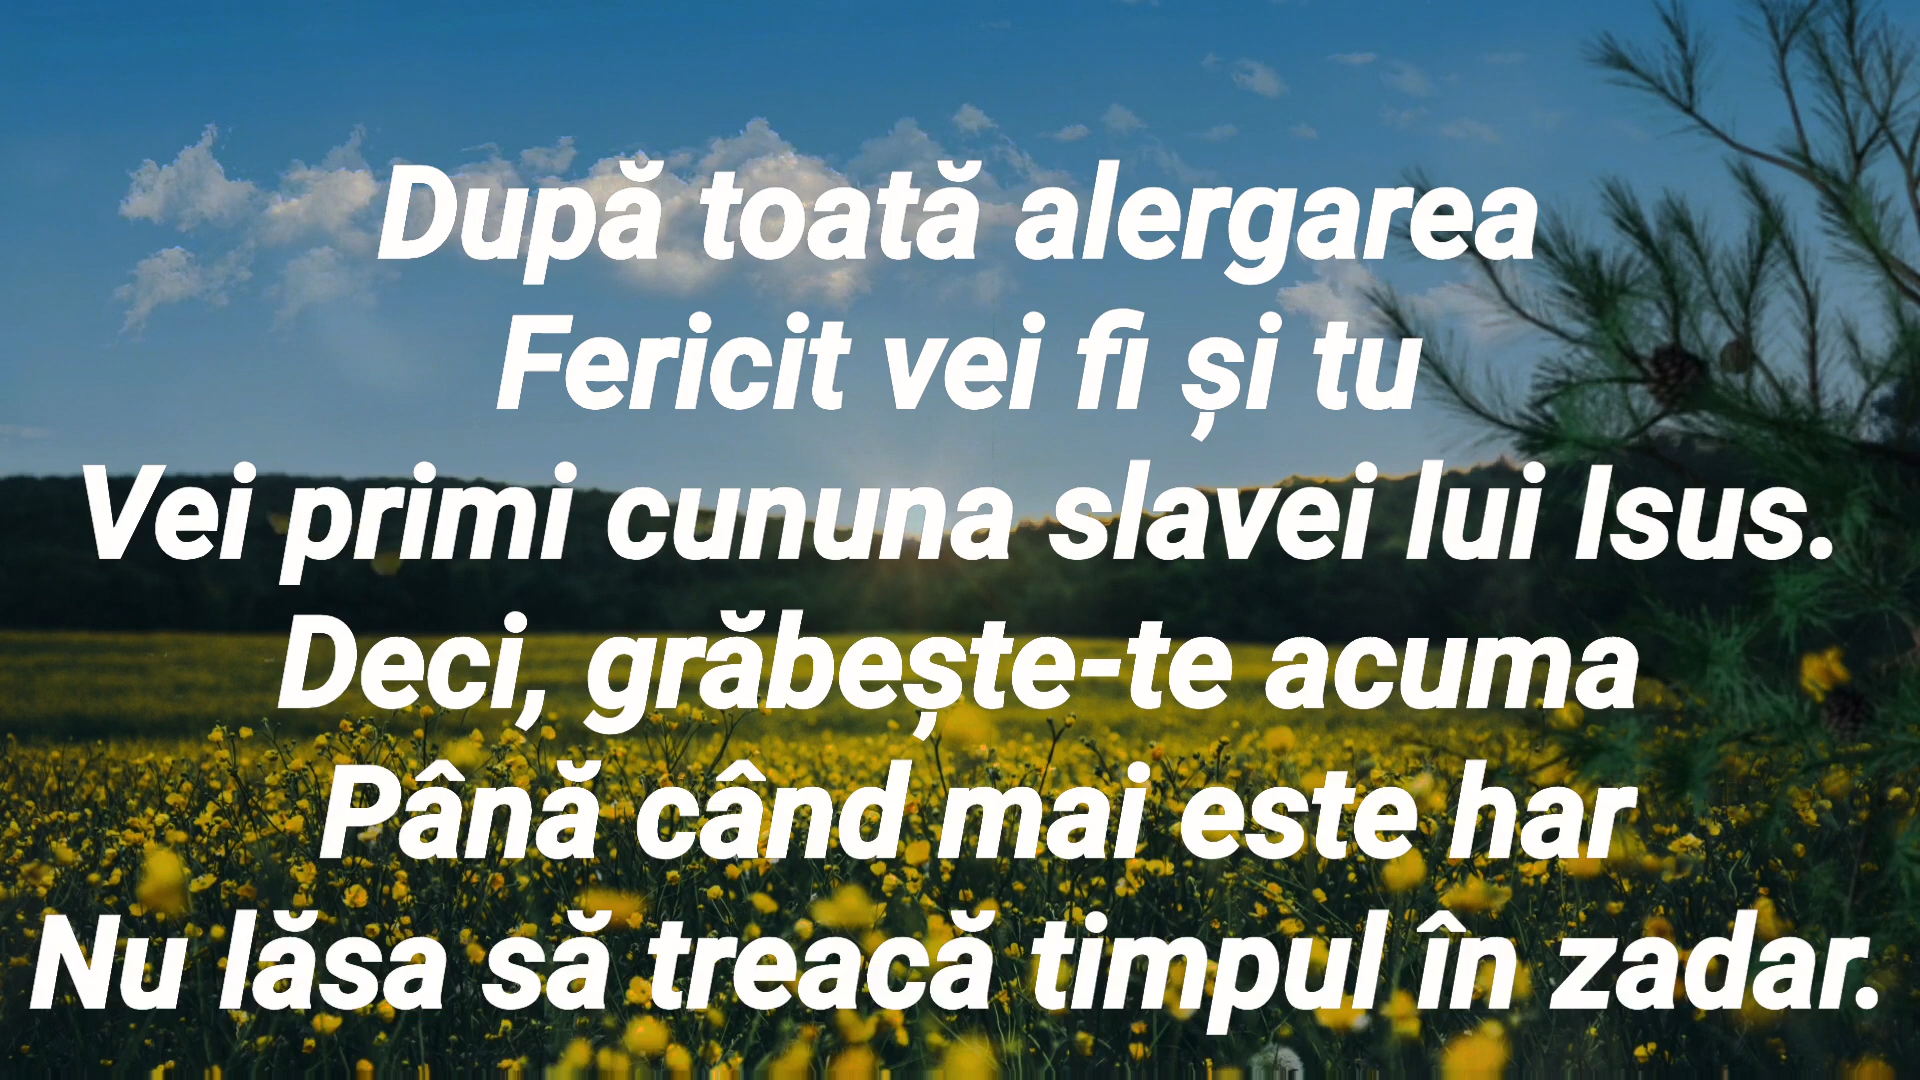 După toată alergarea
Fericit vei fi și tu
Vei primi cununa slavei lui Isus.
Deci, grăbește-te acuma
Până când mai este har
Nu lăsa să treacă timpul în zadar.